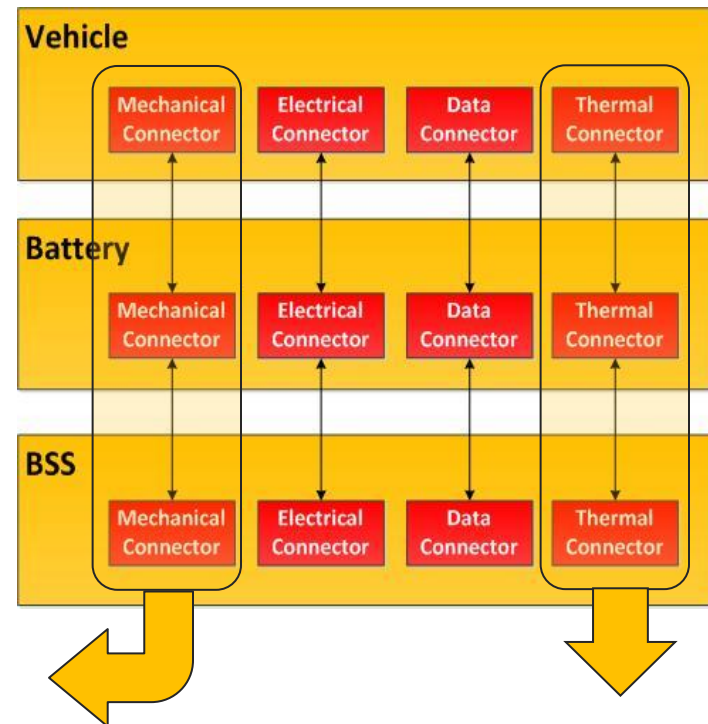 Vehicle
Mechanical Electrical Data Thermal
Connector Connector Connector Connector
Battery
Mechanical Electrical Data Thermal
Connector Connector Connector Connector
BSS
Mechanical Electrical Data Thermal
Connector Connector Connector Connector